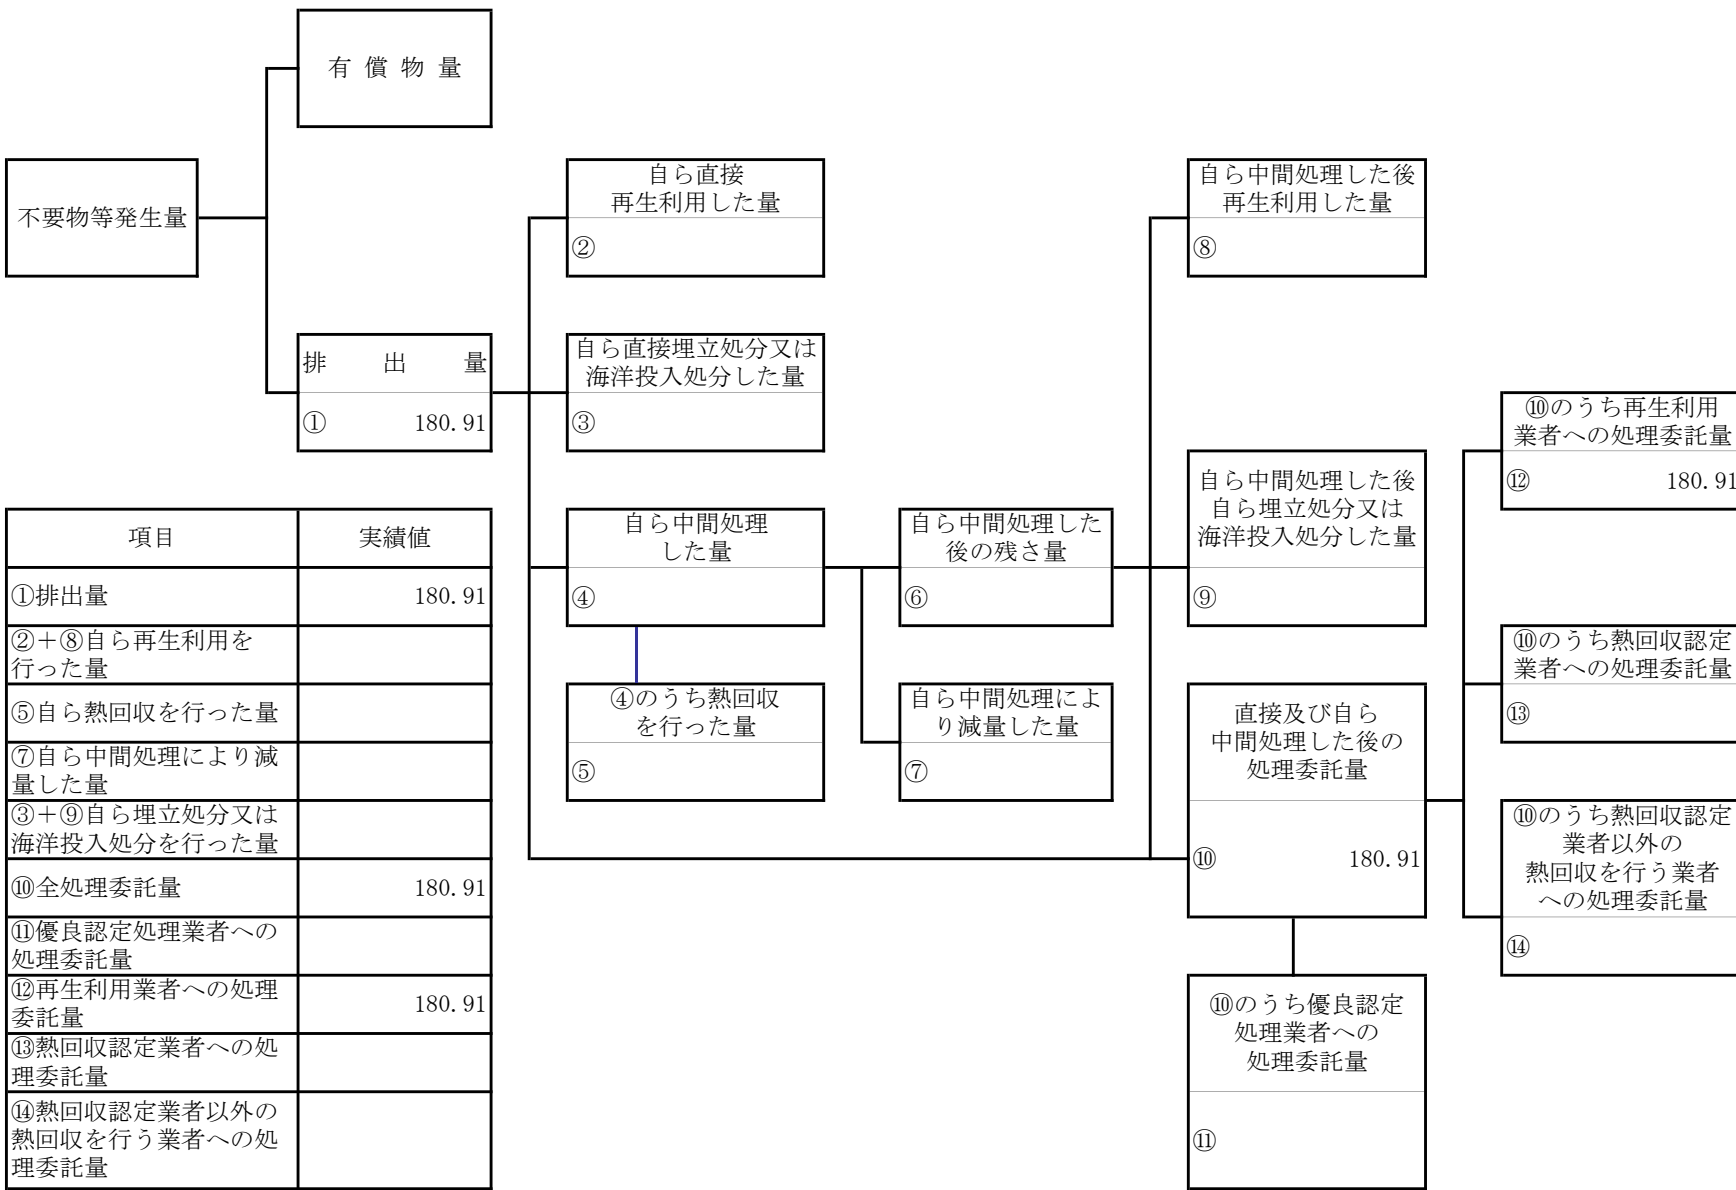 有償物量
不要物等発生量
自ら直接
再生利用した量
②
自ら中間処理した後
再生利用した量
⑧
排出量
① 180.91
自ら直接埋立処分又は
海洋投入処分した量
③
⑩のうち再生利用
業者への処理委託量
⑫ 180.91
自ら中間処理
した量
④
自ら中間処理した
後の残さ量
⑥
自ら中間処理した後
自ら埋立処分又は
海洋投入処分した量
⑨
④のうち熱回収
を行った量
⑤
自ら中間処理によ
り減量した量
⑦
直接及び自ら
中間処理した後の
処理委託量
⑩ 180.91
⑩のうち熱回収認定
業者への処理委託量
⑬
⑩のうち熱回収認定
業者以外の
熱回収を行う業者
への処理委託量
⑭
⑩のうち優良認定
処理業者への
処理委託量
⑪
項目 実績値
①排出量 180.91
②＋⑧自ら再生利用を
行った量
⑤自ら熱回収を行った量
⑦自ら中間処理により減
量した量
③＋⑨自ら埋立処分又は
海洋投入処分を行った量
⑩全処理委託量 180.91
⑪優良認定処理業者への
処理委託量
⑫再生利用業者への処理
委託量 180.91
⑬熱回収認定業者への処
理委託量
⑭熱回収認定業者以外の
熱回収を行う業者への処
理委託量